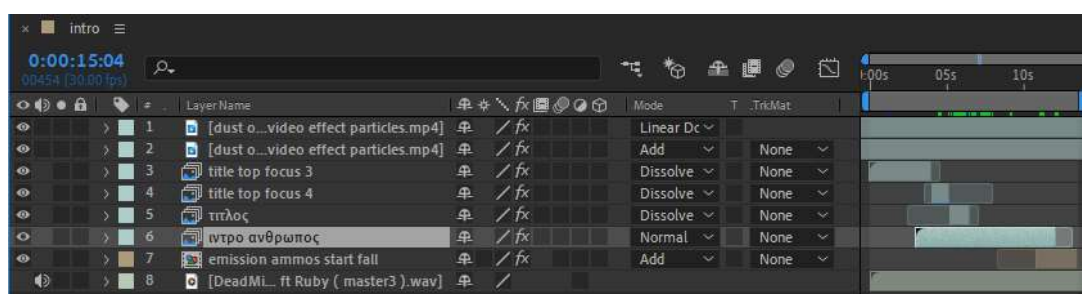 intro
0:00:15:04
00454 (30.00 fps)
:00s 05s 10s
# Layer Name Mode T .TrkMat
1 [dust o...video effect particles.mp4] Linear Dc
2 [dust o...video effect particles.mp4] Add None
3 title top focus 3 Dissolve None
4 title top focus 4 Dissolve None
5 τιτλος Dissolve None
6 ιντρο ανθρωπος Normal None
7 emission ammos start fall Add None
8 [DeadMi... ft Ruby ( master3 ).wav]